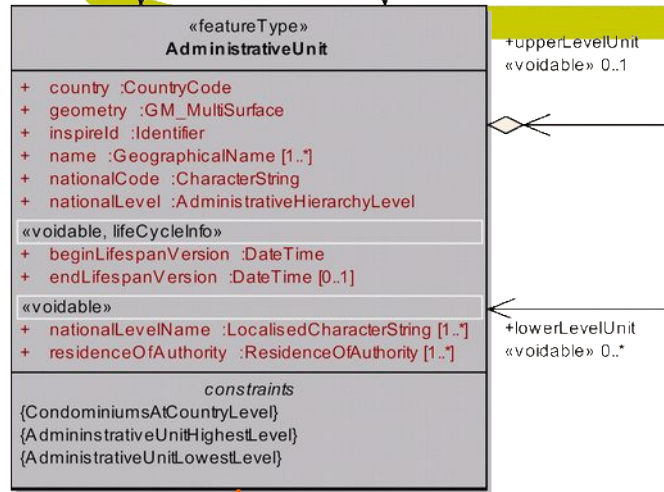 «featureType»
AdministrativeUnit
+ country :CountryCode
+ geometry :GM_MultiSurface
+ inspireId :Identifier
+ name :GeographicalName [1..*]
+ nationalCode :CharacterString
+ nationalLevel :AdministrativeHierarchyLevel
«voidable, lifeCycleInfo»
+ beginLifespanVersion :DateTime
+ endLifespanVersion :DateTime [0..1]
«voidable»
+ nationalLevelName :LocalisedCharacterString [1..*]
+ residenceOfAuthority :ResidenceOfAuthority [1..*]
constraints
{CondominiumsAtCountryLevel}
{AdmininstrativeUnitHighestLevel}
{AdministrativeUnitLowestLevel}
+upperLevelUnit
«voidable» 0..1
+lowerLevelUnit
«voidable» 0..*